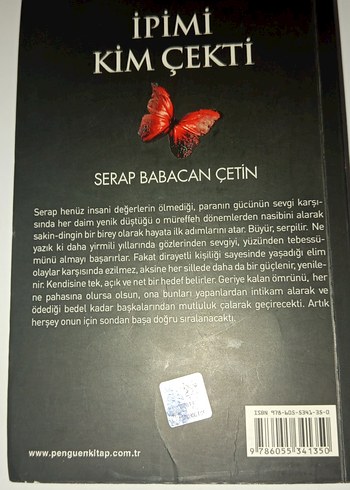 İPİMİ
KİM ÇEKTİ
SERAP BABACAN ÇETİN
Serap henüz insani değerlerin ölmediği, paranın gücünün sevgi karşı-
sında her daim yenik düştüğü o müreffeh dönemlerden nasibini alarak
sakin-dingin bir birey olarak hayata ilk adımlarını atar. Büyür, serpilir. Ne
yazık ki daha yirmili yıllarında gözlerinden sevgiyi, yüzünden tebessü-
münü almayı başarırlar. Fakat dirayetli kişiliği sayesinde yaşadığı elim
olaylar karşısında ezilmez, aksine her sillede daha da bir güçlenir, yenile-
nir. Kendisine tek, açık ve net bir hedef belirler. Geriye kalan ömrünü, her
ne pahasına olursa olsun, ona bunları yapanlardan intikam alarak ve
ödediği bedel kadar başkalarından mutluluk çalarak geçirecekti. Artık
herşey onun için sondan başa doğru sıralanacaktı.
ISBN 978-605-5341-35-0
9 786055 341350
www.penguenkitap.com.tr